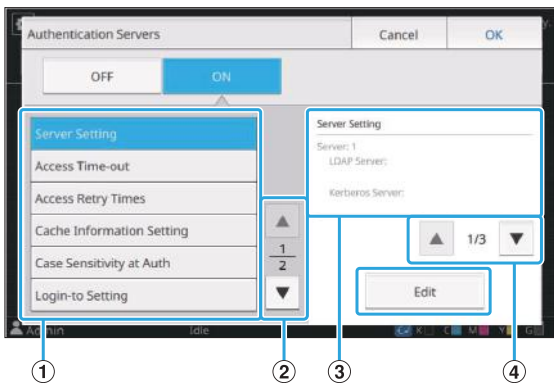 Authentication Servers
Cancel
OK
OFF
ON
Server Setting
Access Time-out
Access Retry Times
Cache Information Setting
Case Sensitivity at Auth
Login-to Setting
1
2
Server Setting
Server: 1
LDAP Server:
Kerberos Server:
1/3
Edit
Admin
Idle
K
C
M
Y
G
1
2
3
4